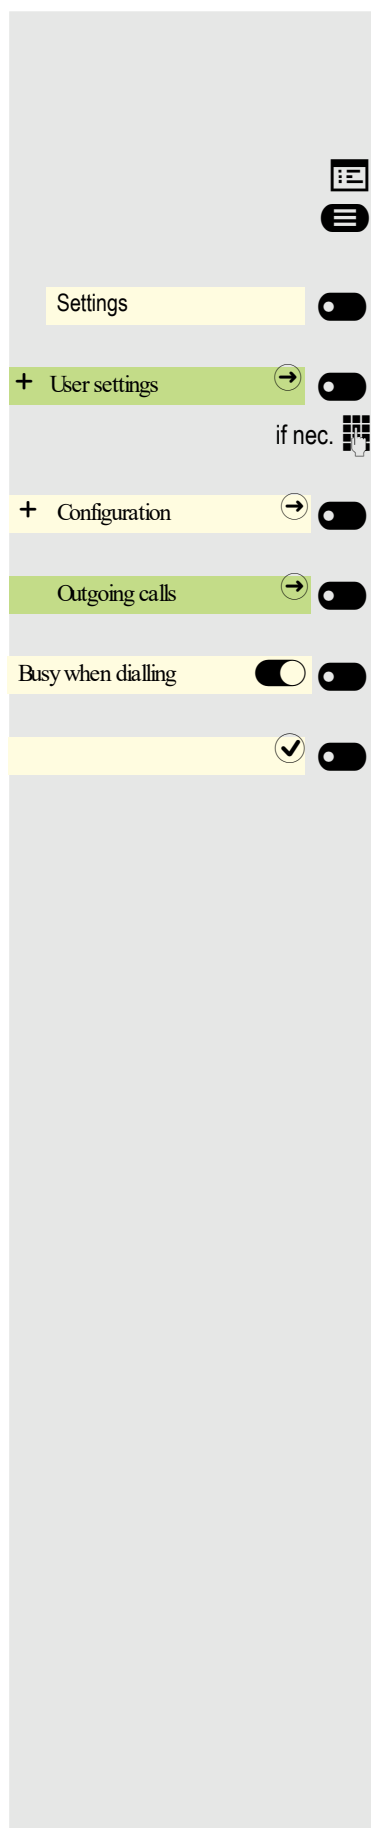 Settings
+ User settings
if nec.
+ Configuration
Outgoing calls
Busy when dialling